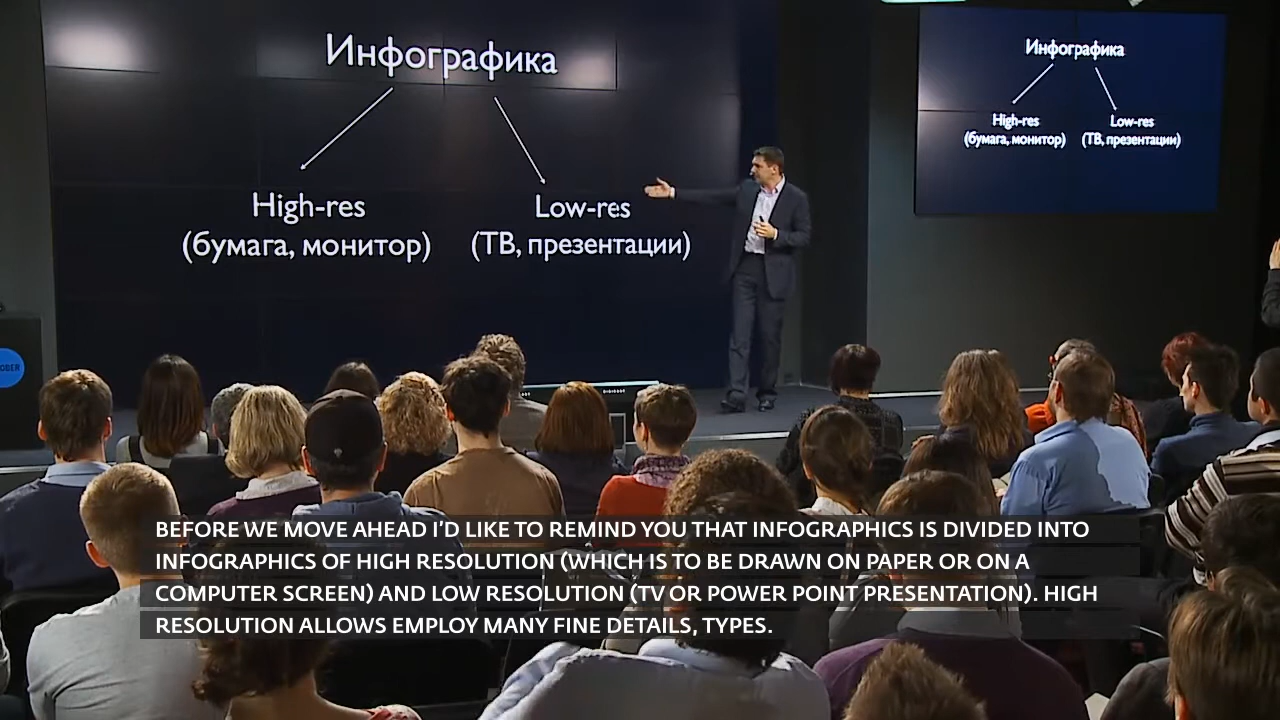 Инфографика
High-res
(бумага, монитор)
Low-res
(ТВ, презентации)
Инфографика
High-res
(бумага, монитор)
Low-res
(ТВ, презентации)
BEFORE WE MOVE AHEAD I'D LIKE TO REMIND YOU THAT INFOGRAPHICS IS DIVIDED INTO
INFOGRAPHICS OF HIGH RESOLUTION (WHICH IS TO BE DRAWN ON PAPER OR ON A
COMPUTER SCREEN) AND LOW RESOLUTION (TV OR POWER POINT PRESENTATION). HIGH
RESOLUTION ALLOWS EMPLOY MANY FINE DETAILS, TYPES.